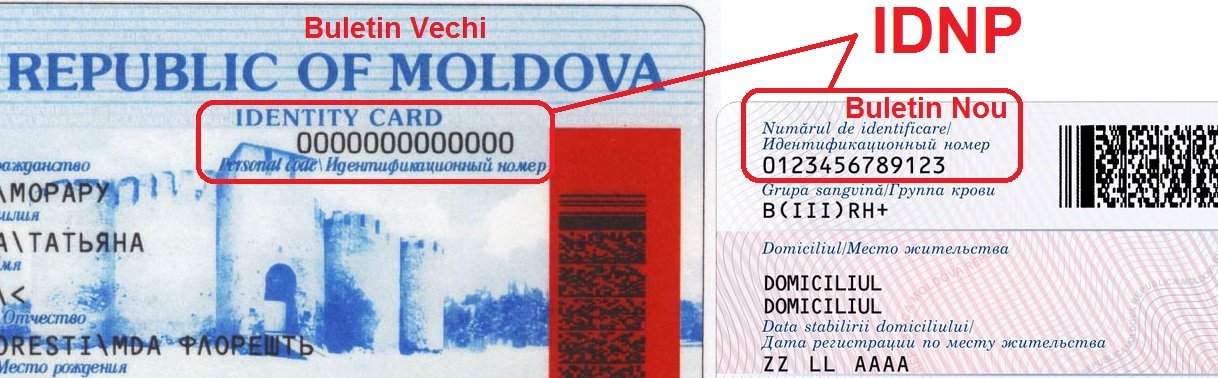 Buletin Vechi
IDNP
REPUBLIC OF MOLDOVA
IDENTITY CARD
0000000000000
Personal code\Идентификационный номер
ражданство
\МОРАРУ
илия
А\ТАТЬЯНА
мя
\<
Отчество
ORESTI\MDA ФЛОРЕШТЬ
Место рождения
Buletin Nou
Numărul de identificare/
Идентификационный номер
0123456789123
Grupa sangvină/Группа крови
B(III)RH+
Domiciliul/Место жительства
DOMICILIUL
DOMICILIUL
Data stabilirii domiciliului/
Дата регистрации по месту жительства
ZZ LL AAAA